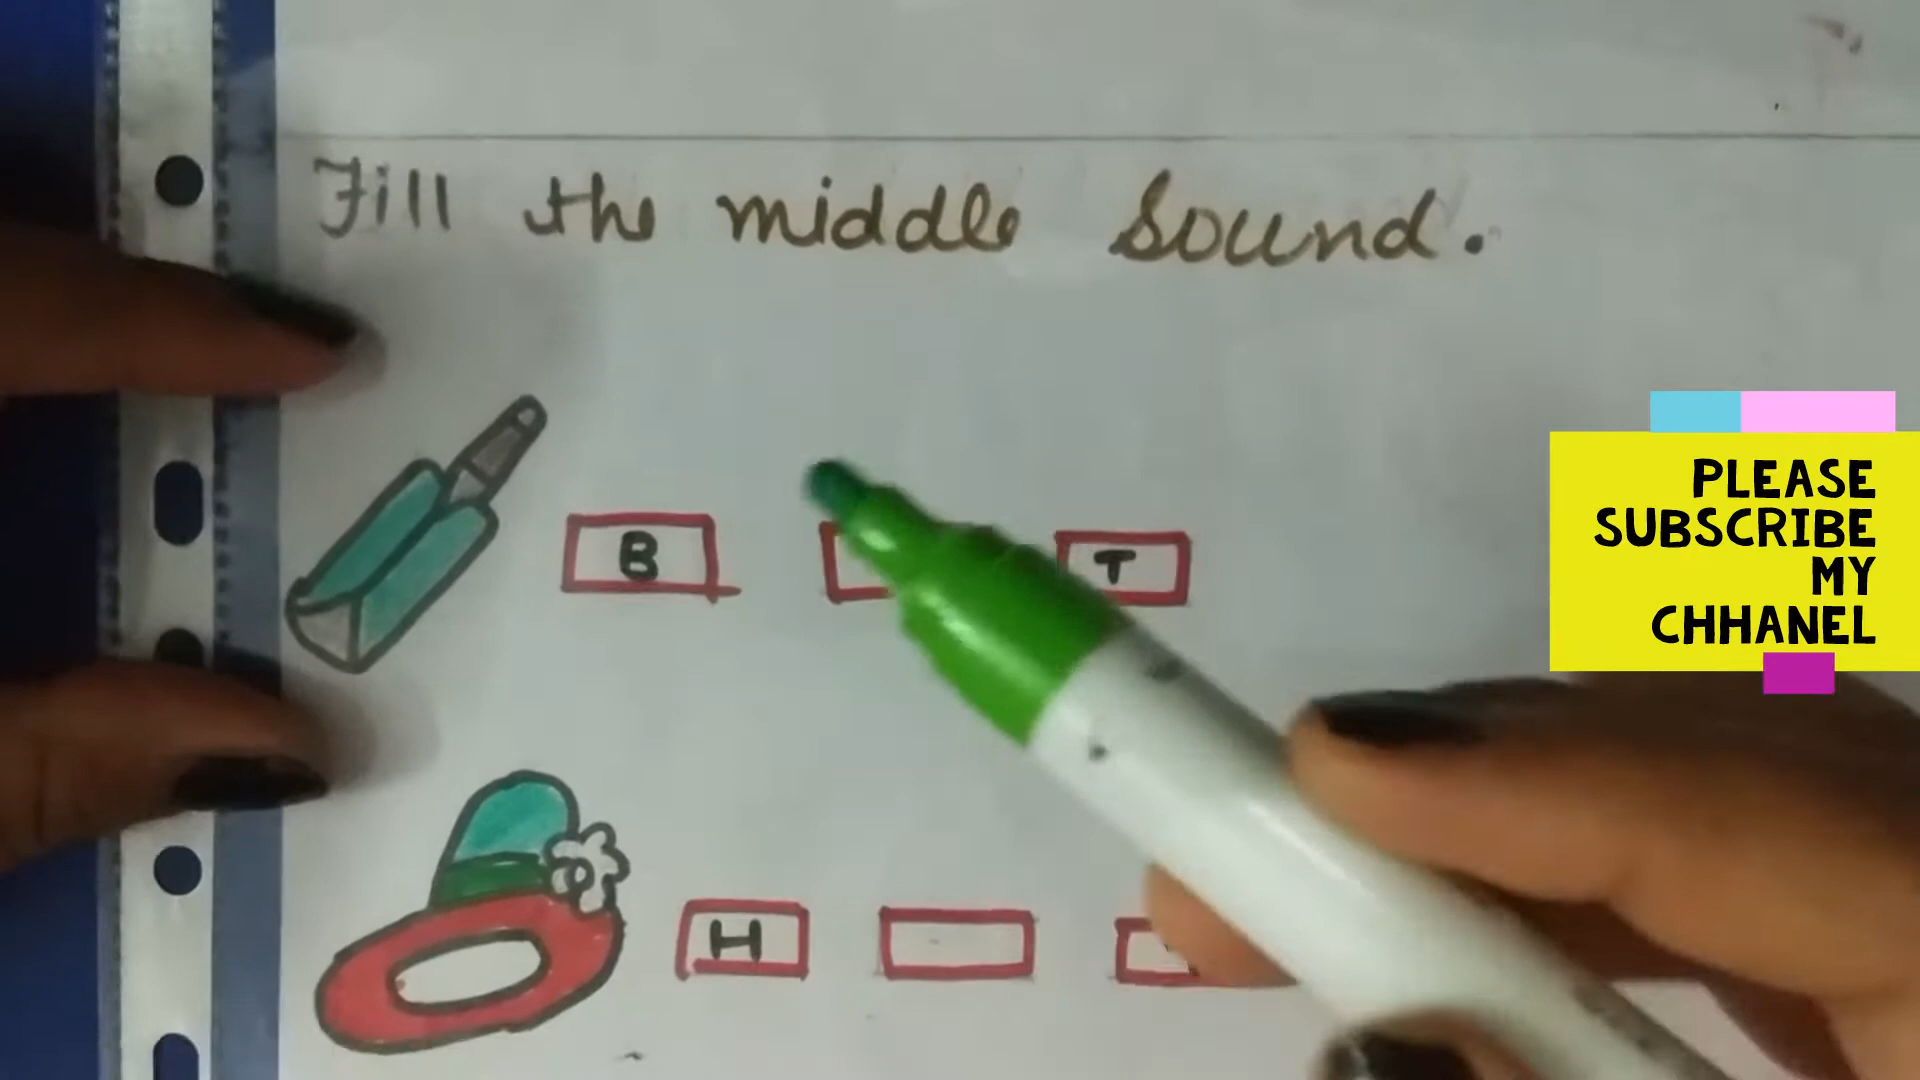 Fill the middle Sound.
B T
H
PLEASE
SUBSCRIBE
MY
CHHANEL